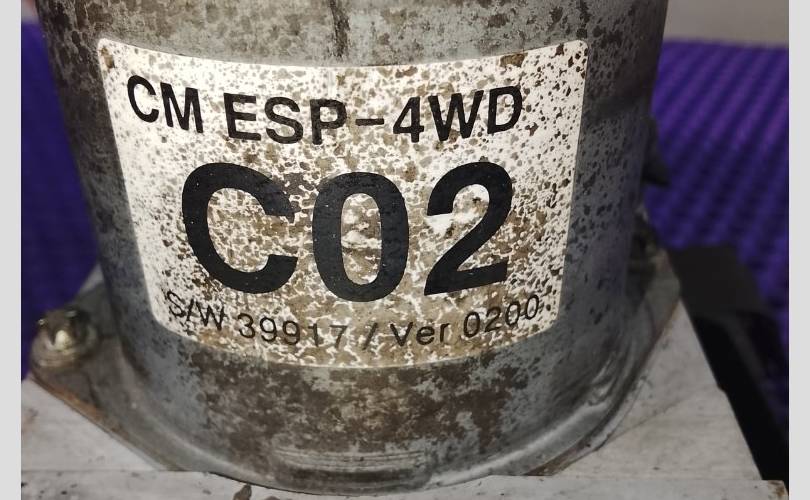 CM ESP-4WD
C02
S/W 39917 / Ver 0200